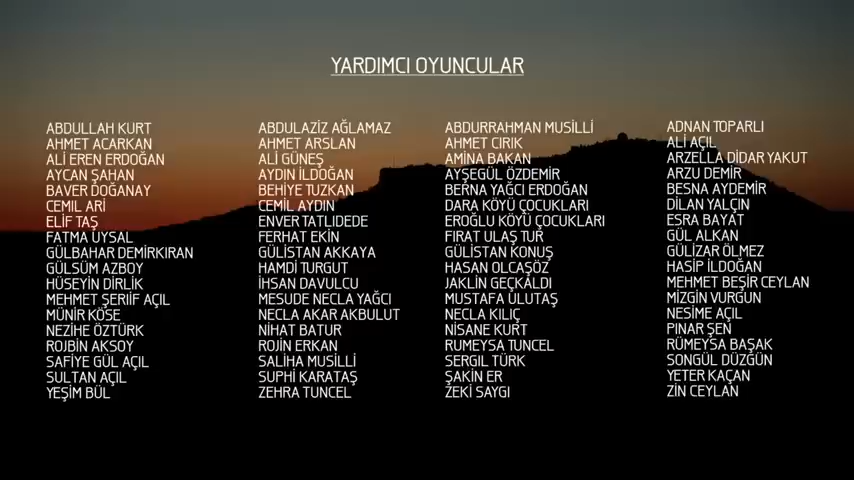 YARDIMCI OYUNCULAR
ABDULLAH KURT ABDULAZİZ AĞLAMAZ ABDURRAHMAN MUSİLLİ ADNAN TOPARLI
AHMET ACARKAN AHMET ARSLAN AHMET CIRIK ALİ AÇIL
ALİ EREN ERDOĞAN ALİ GÜNEŞ AMİNA BAKAN ARZELLA DİDAR YAKUT
AYCAN ŞAHAN AYDIN İLDOĞAN AYŞEGÜL ÖZDEMİR ARZU DEMİR
BAVER DOĞANAY BEHİYE TUZKAN BERNA YAĞCI ERDOĞAN BESNA AYDEMİR
CEMIL ARİ CEMİL AYDIN DARA KÖYÜ ÇOCUKLARI DİLAN YALÇIN
ELİF TAŞ ENVER TATLIDEDE EROĞLU KÖYÜ ÇOCUKLARI ESRA BAYAT
FATMA UYSAL FERHAT EKİN FIRAT ULAŞ TUR GÜL ALKAN
GÜLBAHAR DEMİRKIRAN GÜLİSTAN AKKAYA GÜLİSTAN KONUŞ GÜLİZAR ÖLMEZ
GÜLSÜM AZBOY HAMDİ TURGUT HASAN OLCAŞÖZ HASİP İLDOĞAN
HÜSEYİN DİRLİK İHSAN DAVULCU JAKLİN GEÇKALDI MEHMET BEŞİR CEYLAN
MEHMET ŞERİİF AÇIL MESUDE NECLA YAĞCI MUSTAFA ULUTAŞ MİZGİN VURGUN
MÜNİR KÖSE NECLA AKAR AKBULUT NECLA KILIÇ NESİME AÇIL
NEZİHE ÖZTÜRK NİHAT BATUR NİSANE KURT PINAR ŞEN
ROJBİN AKSOY ROJİN ERKAN RUMEYSA TUNCEL RÜMEYSA BAŞAK
SAFİYE GÜL AÇIL SALİHA MUSİLLİ SERGIL TÜRK SONGÜL DÜZGÜN
SULTAN AÇIL SUPHİ KARATAŞ ŞAKİN ER YETER KAÇAN
YEŞİM BÜL ZEHRA TUNCEL ZEKİ SAYGI ZİN CEYLAN